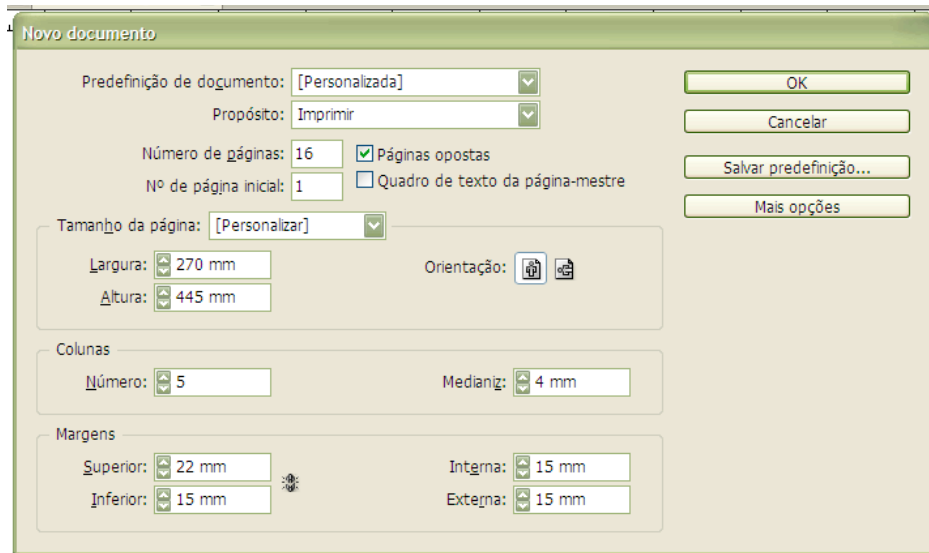 Novo documento
Predefinição de documento: [Personalizada]
OK
Propósito: Imprimir
Cancelar
Número de páginas: 16
Páginas opostas
Salvar predefinição...
Nº de página inicial: 1
Quadro de texto da página-mestre
Mais opções
Tamanho da página: [Personalizar]
Largura: 270 mm
Orientação:
Altura: 445 mm
Colunas
Número: 5
Medianiz: 4 mm
Margens
Superior: 22 mm
Interna: 15 mm
Inferior: 15 mm
Externa: 15 mm